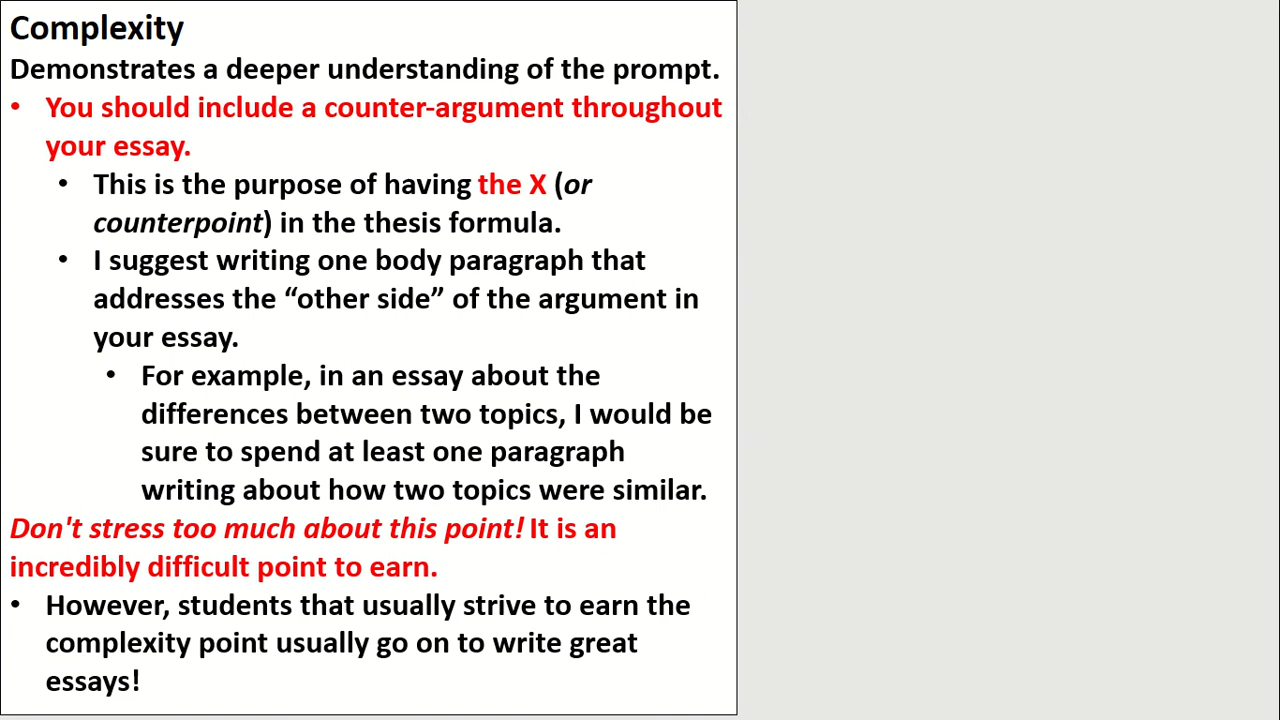 Complexity
Demonstrates a deeper understanding of the prompt.
• You should include a counter-argument throughout
your essay.
• This is the purpose of having the X (or
counterpoint) in the thesis formula.
• I suggest writing one body paragraph that
addresses the “other side” of the argument in
your essay.
• For example, in an essay about the
differences between two topics, I would be
sure to spend at least one paragraph
writing about how two topics were similar.
Don't stress too much about this point! It is an
incredibly difficult point to earn.
• However, students that usually strive to earn the
complexity point usually go on to write great
essays!